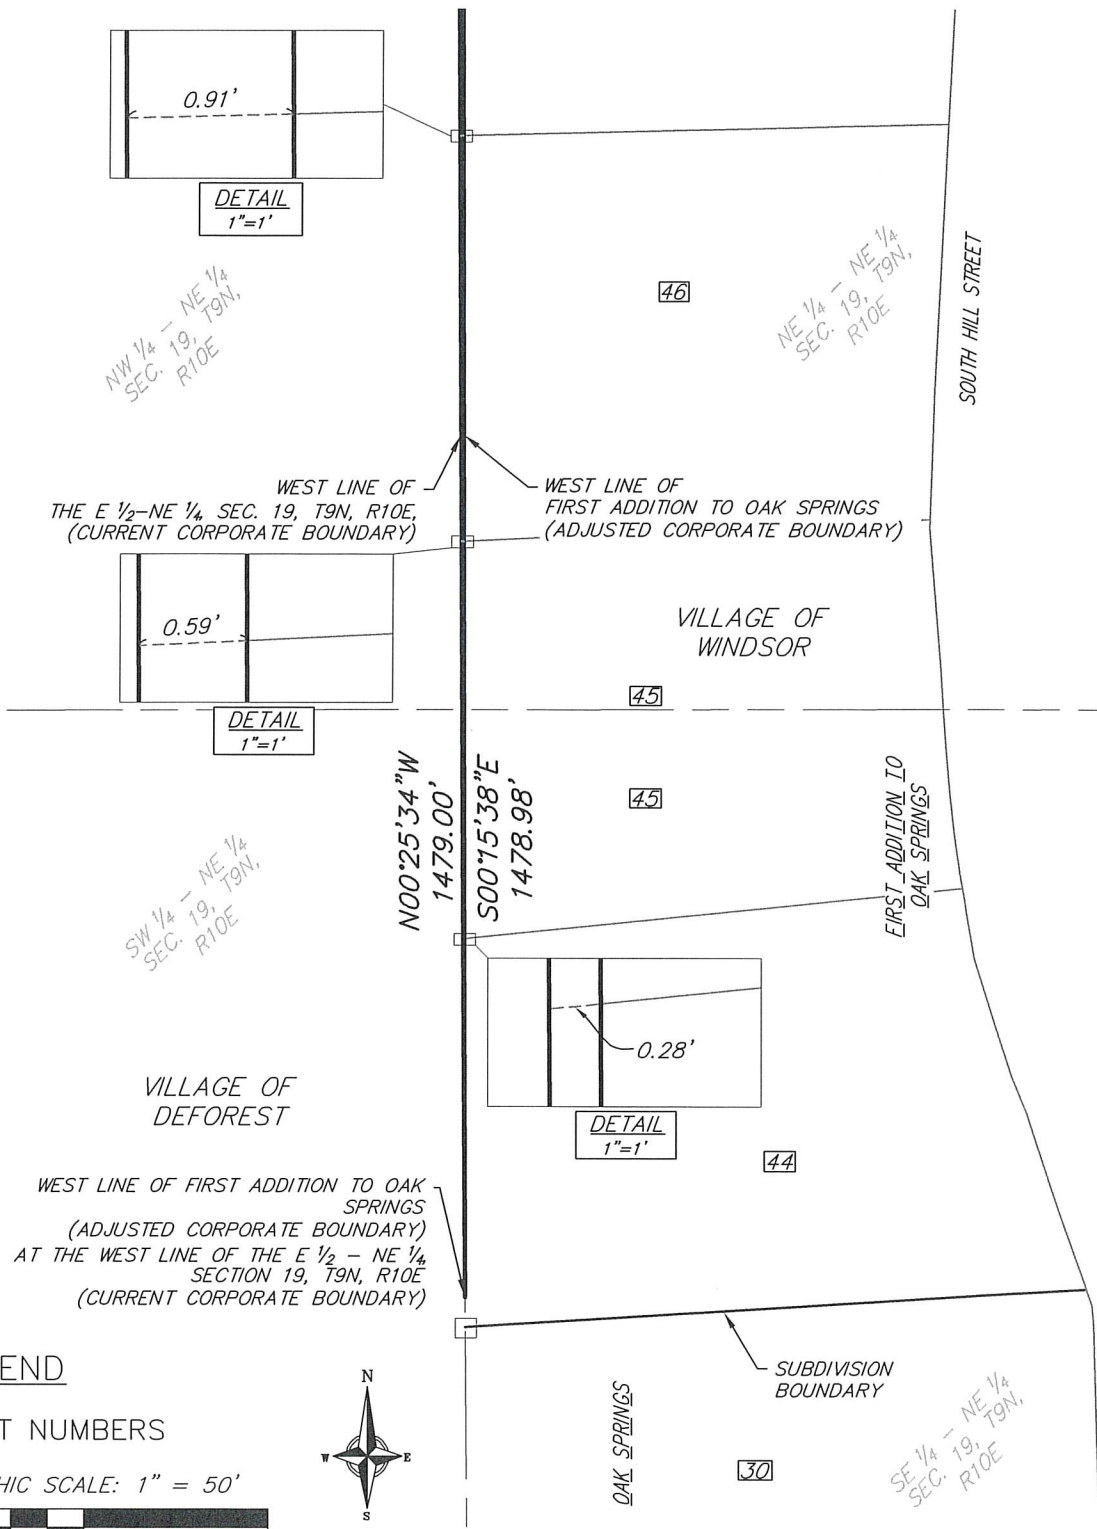 0.91'
DETAIL
1"=1'
NW 1/4 - NE 1/4
SEC. 19, T9N,
R10E
46
NE 1/4 - NE 1/4
SEC. 19, T9N,
R10E
SOUTH HILL STREET
WEST LINE OF
THE E 1/2-NE 1/4, SEC. 19, T9N, R10E,
(CURRENT CORPORATE BOUNDARY)
WEST LINE OF
FIRST ADDITION TO OAK SPRINGS
(ADJUSTED CORPORATE BOUNDARY)
0.59'
DETAIL
1"=1'
VILLAGE OF
WINDSOR
45
N00°25'34"W
1479.00'
S00°15'38"E
1478.98'
45
FIRST ADDITION TO
OAK SPRINGS
SW 1/4 - NE 1/4
SEC. 19, T9N,
R10E
0.28'
DETAIL
1"=1'
VILLAGE OF
DEFOREST
44
WEST LINE OF FIRST ADDITION TO OAK
SPRINGS
(ADJUSTED CORPORATE BOUNDARY)
AT THE WEST LINE OF THE E 1/2 - NE 1/4,
SECTION 19, T9N, R10E
(CURRENT CORPORATE BOUNDARY)
SUBDIVISION
BOUNDARY
END
T NUMBERS
HIC SCALE: 1" = 50'
N
W E
S
OAK SPRINGS
30
SE 1/4 - NE 1/4
SEC. 19, T9N,
R10E